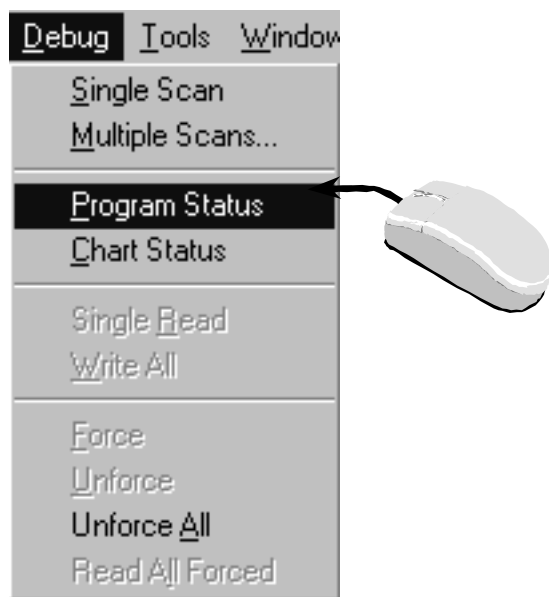 Debug Tools Window
Single Scan
Multiple Scans...
Program Status
Chart Status
Single Read
Write All
Force
Unforce
Unforce All
Read All Forced